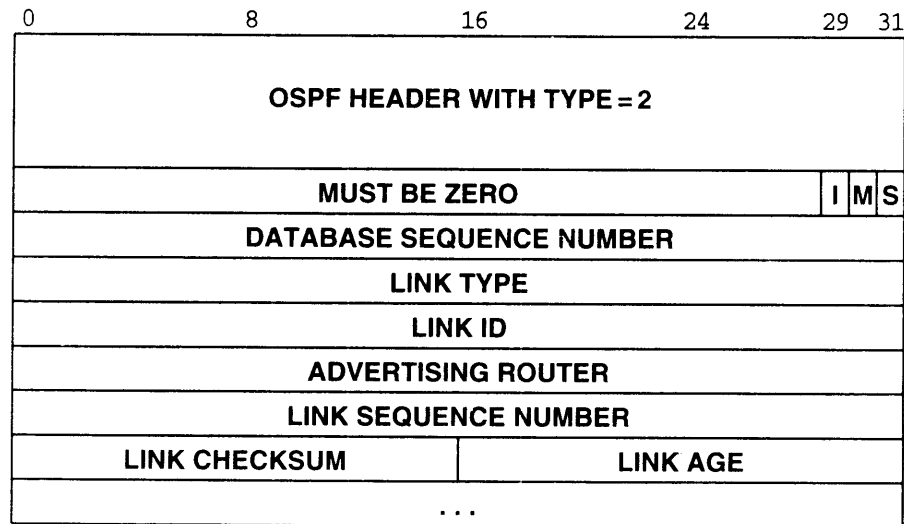 0 8 16 24 29 31
OSPF HEADER WITH TYPE = 2
MUST BE ZERO I M S
DATABASE SEQUENCE NUMBER
LINK TYPE
LINK ID
ADVERTISING ROUTER
LINK SEQUENCE NUMBER
LINK CHECKSUM LINK AGE
...